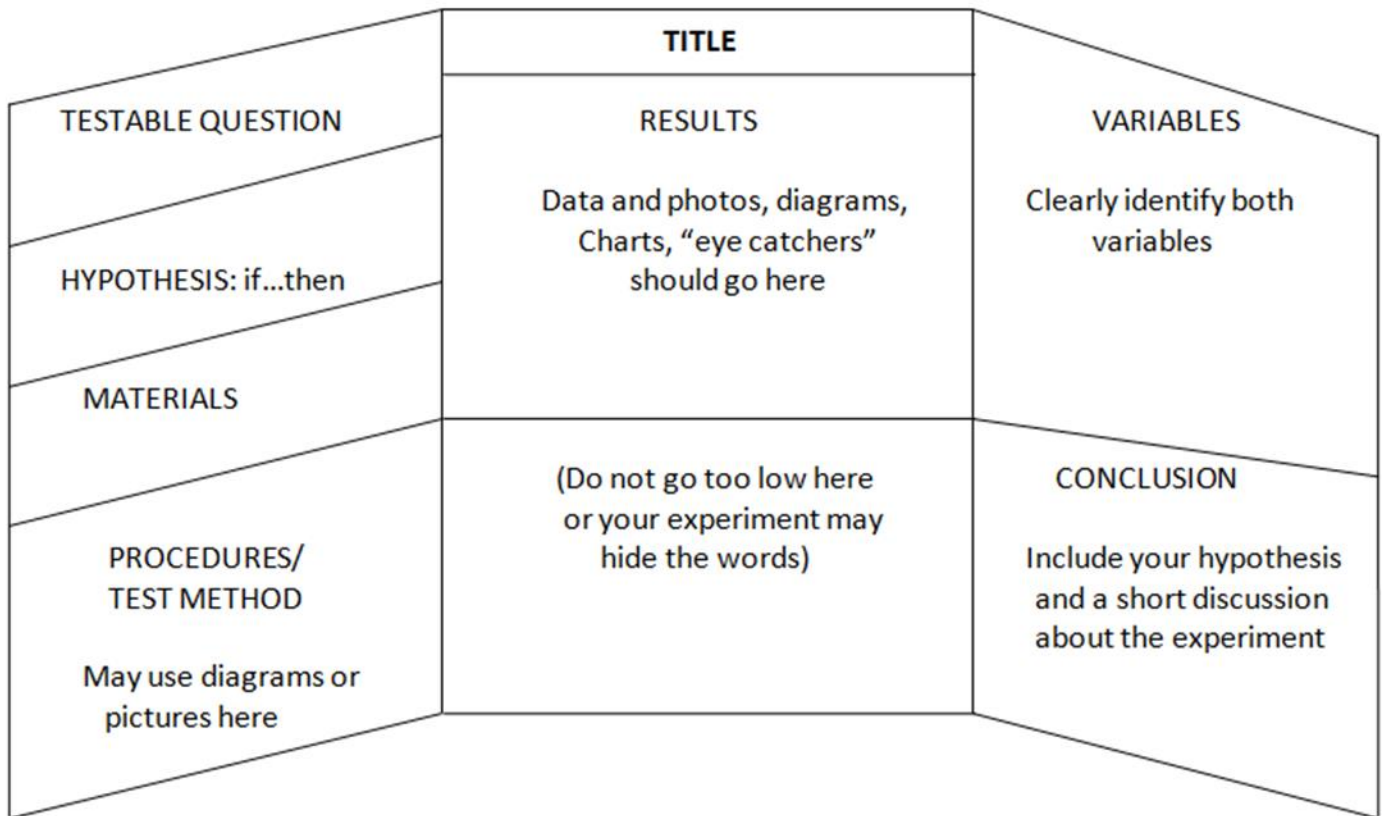 TITLE
TESTABLE QUESTION
HYPOTHESIS: if...then
MATERIALS
PROCEDURES/
TEST METHOD
May use diagrams or
pictures here
RESULTS
Data and photos, diagrams,
Charts, “eye catchers”
should go here
(Do not go too low here
or your experiment may
hide the words)
VARIABLES
Clearly identify both
variables
CONCLUSION
Include your hypothesis
and a short discussion
about the experiment